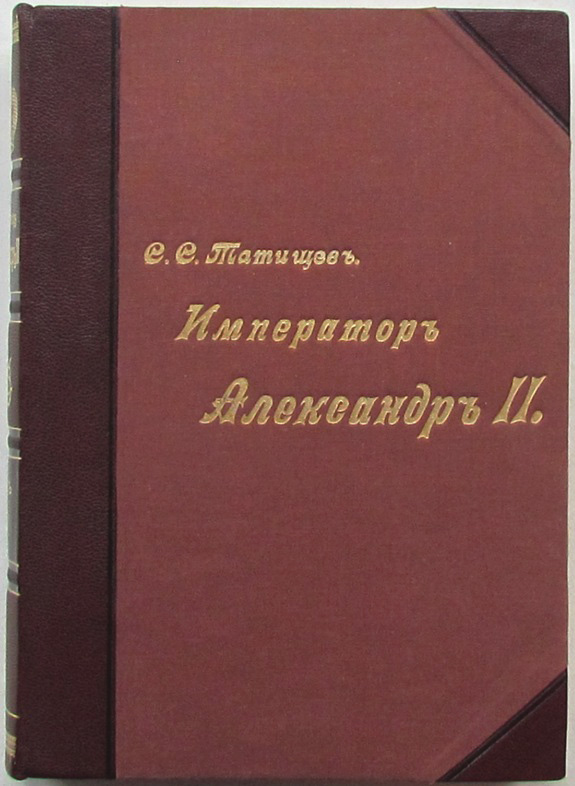 С. С. Татищевъ.
Императоръ
Александръ II.